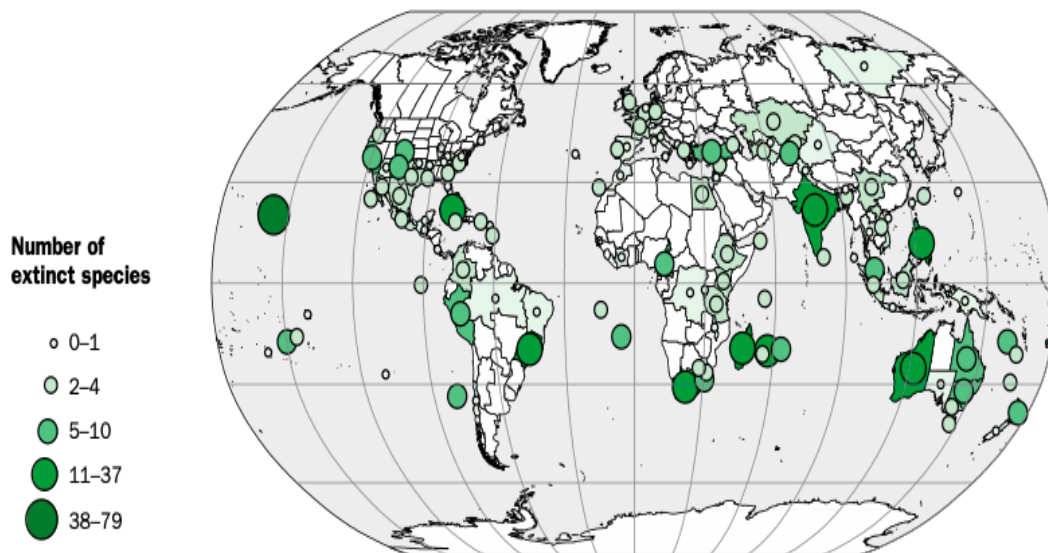 Number of
extinct species
0–1
2–4
5–10
11–37
38–79